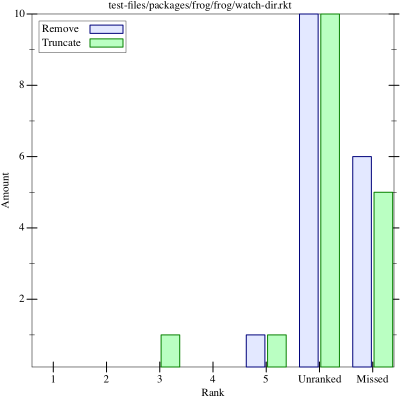 test-files/packages/frog/frog/watch-dir.rkt
Remove
Truncate
10
8
6
4
2
Amount
1 2 3 4 5 Unranked Missed
Rank